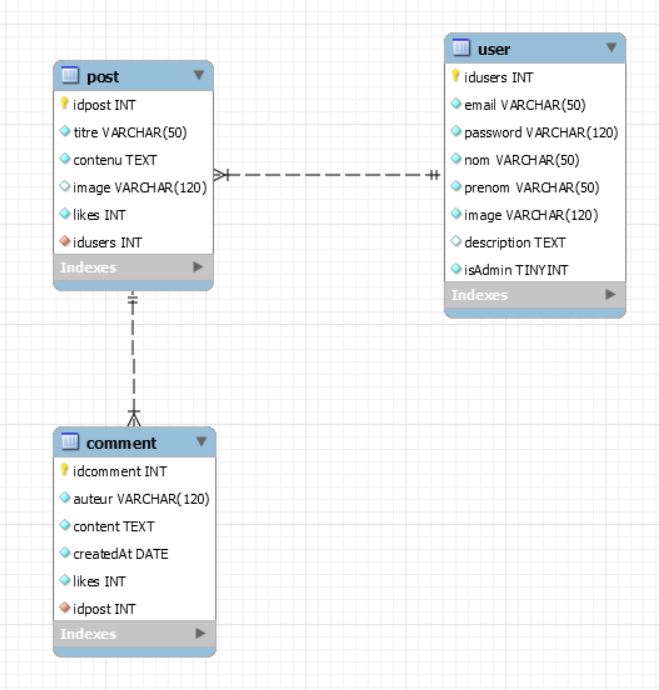 post
idpost INT
titre VARCHAR(50)
contenu TEXT
image VARCHAR(120)
likes INT
idusers INT
Indexes
user
idusers INT
email VARCHAR(50)
password VARCHAR(120)
nom VARCHAR(50)
prenom VARCHAR(50)
image VARCHAR(120)
description TEXT
isAdmin TINYINT
Indexes
comment
idcomment INT
auteur VARCHAR(120)
content TEXT
createdAt DATE
likes INT
idpost INT
Indexes